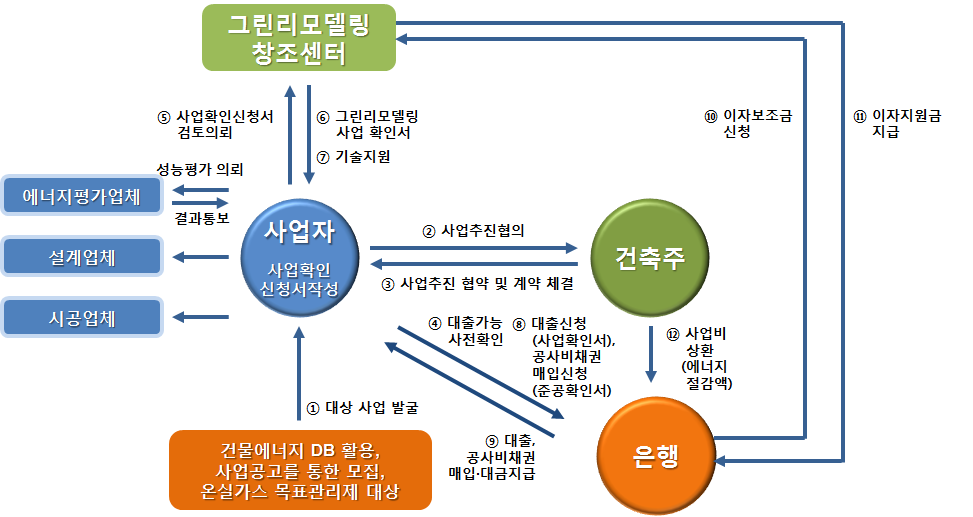 그린리모델링
창조센터
⑤ 사업확인신청서
검토의뢰
⑥ 그린리모델링
사업 확인서
⑦ 기술지원
⑩ 이자보조금
신청
⑪ 이자지원금
지급
성능평가 의뢰
에너지평가업체
결과통보
설계업체
시공업체
사업자
사업확인
신청서작성
② 사업추진협의
③ 사업추진 협약 및 계약 체결
건축주
④ 대출가능
사전확인
⑧ 대출신청
(사업확인서),
공사비채권
매입신청
(준공확인서)
⑫ 사업비
상환
(에너지
절감액)
① 대상 사업 발굴
⑨ 대출,
공사비채권
매입·대금지급
은행
건물에너지 DB 활용,
사업공고를 통한 모집,
온실가스 목표관리제 대상